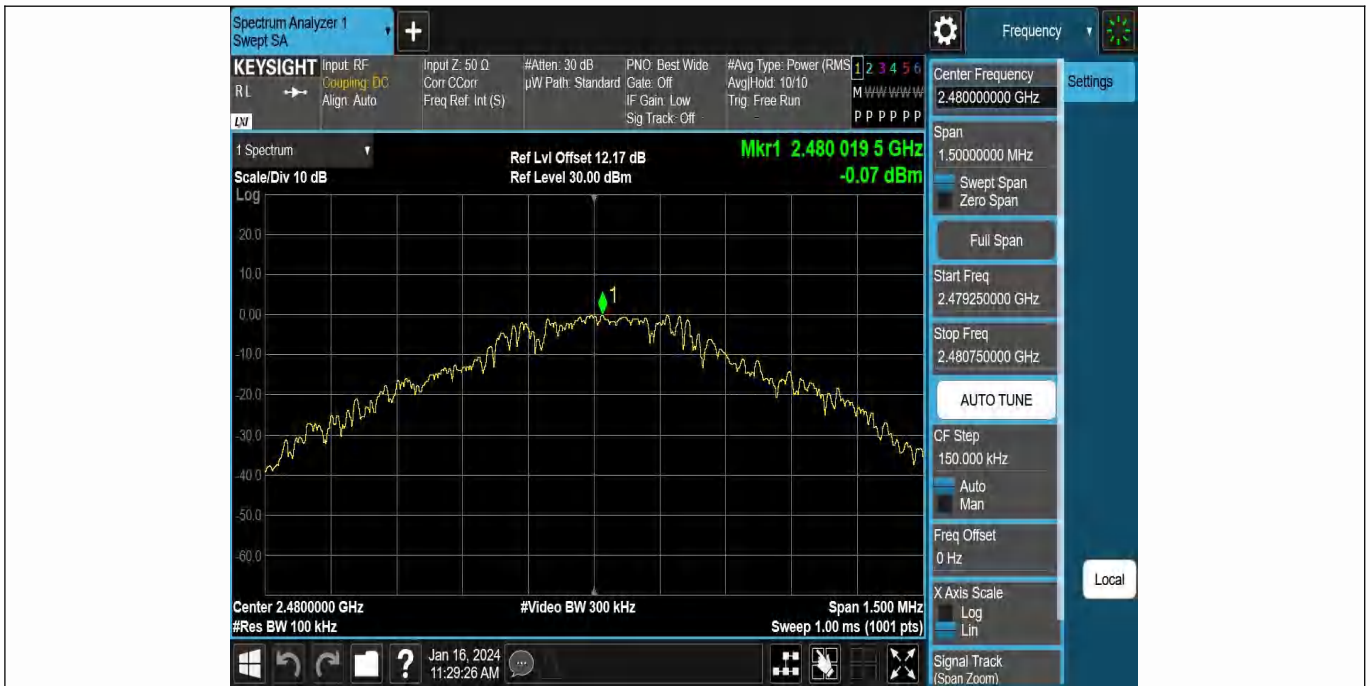 Spectrum Analyzer 1
Swept SA
Frequency
KEYSIGHT
R L
LXI
Input: RF
Coupling: DC
Align: Auto
Input Z: 50 Ω
Corr CCorr
Freq Ref: Int (S)
#Atten: 30 dB
µW Path: Standard
PNO: Best Wide
Gate: Off
IF Gain: Low
Sig Track: Off
#Avg Type: Power (RMS
Avg|Hold: 10/10
Trig: Free Run
1 2 3 4 5 6
M W W W W W
P P P P P P
1 Spectrum
Scale/Div 10 dB
Log
Ref Lvl Offset 12.17 dB
Ref Level 30.00 dBm
Mkr1 2.480 019 5 GHz
-0.07 dBm
20.0
10.0
0.00
-10.0
-20.0
-30.0
-40.0
-50.0
-60.0
1
Center 2.4800000 GHz
#Res BW 100 kHz
#Video BW 300 kHz
Span 1.500 MHz
Sweep 1.00 ms (1001 pts)
Center Frequency
2.480000000 GHz
Settings
Span
1.50000000 MHz
Swept Span
Zero Span
Full Span
Start Freq
2.479250000 GHz
Stop Freq
2.480750000 GHz
AUTO TUNE
CF Step
150.000 kHz
Auto
Man
Freq Offset
0 Hz
X Axis Scale
Log
Lin
Local
Signal Track
(Span Zoom)
Jan 16, 2024
11:29:26 AM